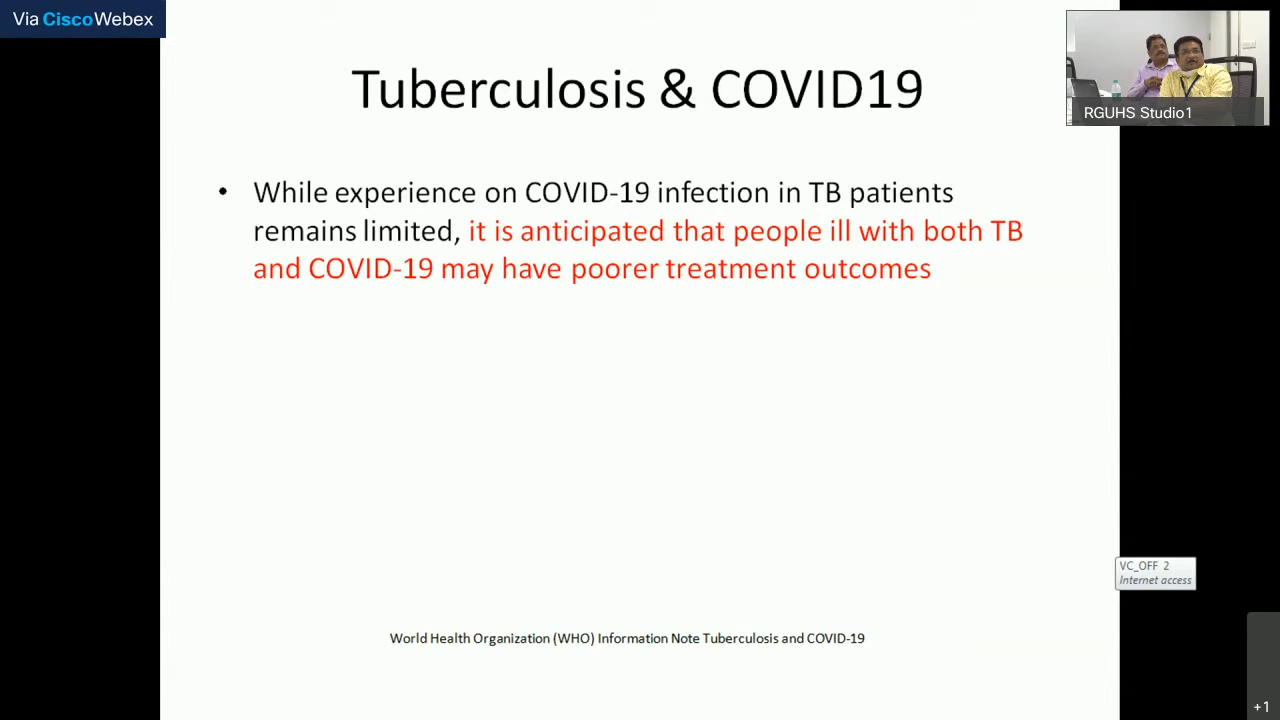 Via CiscoWebex
RGUHS Studio1
Tuberculosis & COVID19
• While experience on COVID-19 infection in TB patients
remains limited, it is anticipated that people ill with both TB
and COVID-19 may have poorer treatment outcomes
VC_OFF 2
Internet access
World Health Organization (WHO) Information Note Tuberculosis and COVID-19
+1